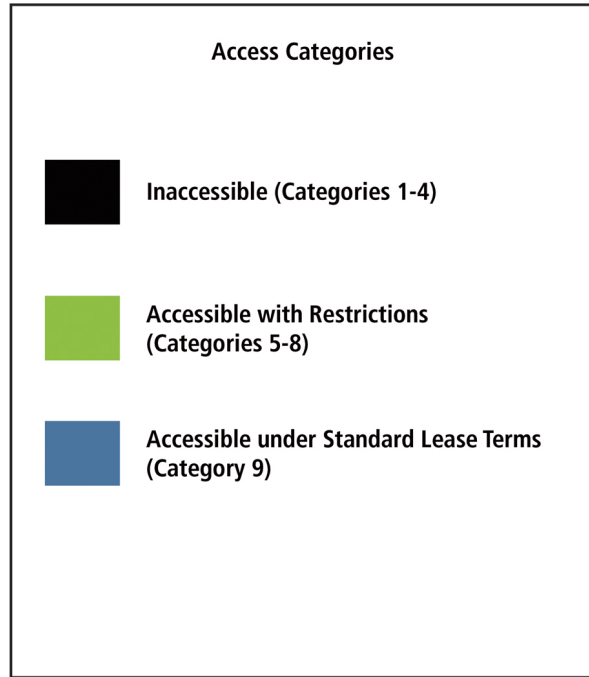 Access Categories
Inaccessible (Categories 1-4)
Accessible with Restrictions
(Categories 5-8)
Accessible under Standard Lease Terms
(Category 9)